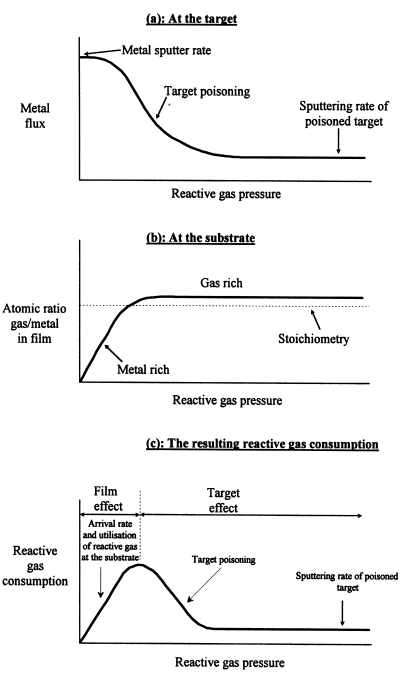 (a): At the target
Metal sputter rate
Target poisoning
Metal
flux
Sputtering rate of
poisoned target
Reactive gas pressure
(b): At the substrate
Gas rich
Atomic ratio
gas/metal
in film
Stoichiometry
Metal rich
Reactive gas pressure
(c): The resulting reactive gas consumption
Film
effect
Target
effect
Arrival rate
and utilisation
of reactive gas
at the substrate
Reactive
gas
consumption
Target poisoning
Sputtering rate of poisoned
target
Reactive gas pressure